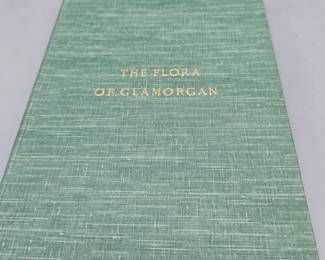 THE FLORA
OF GLAMORGAN